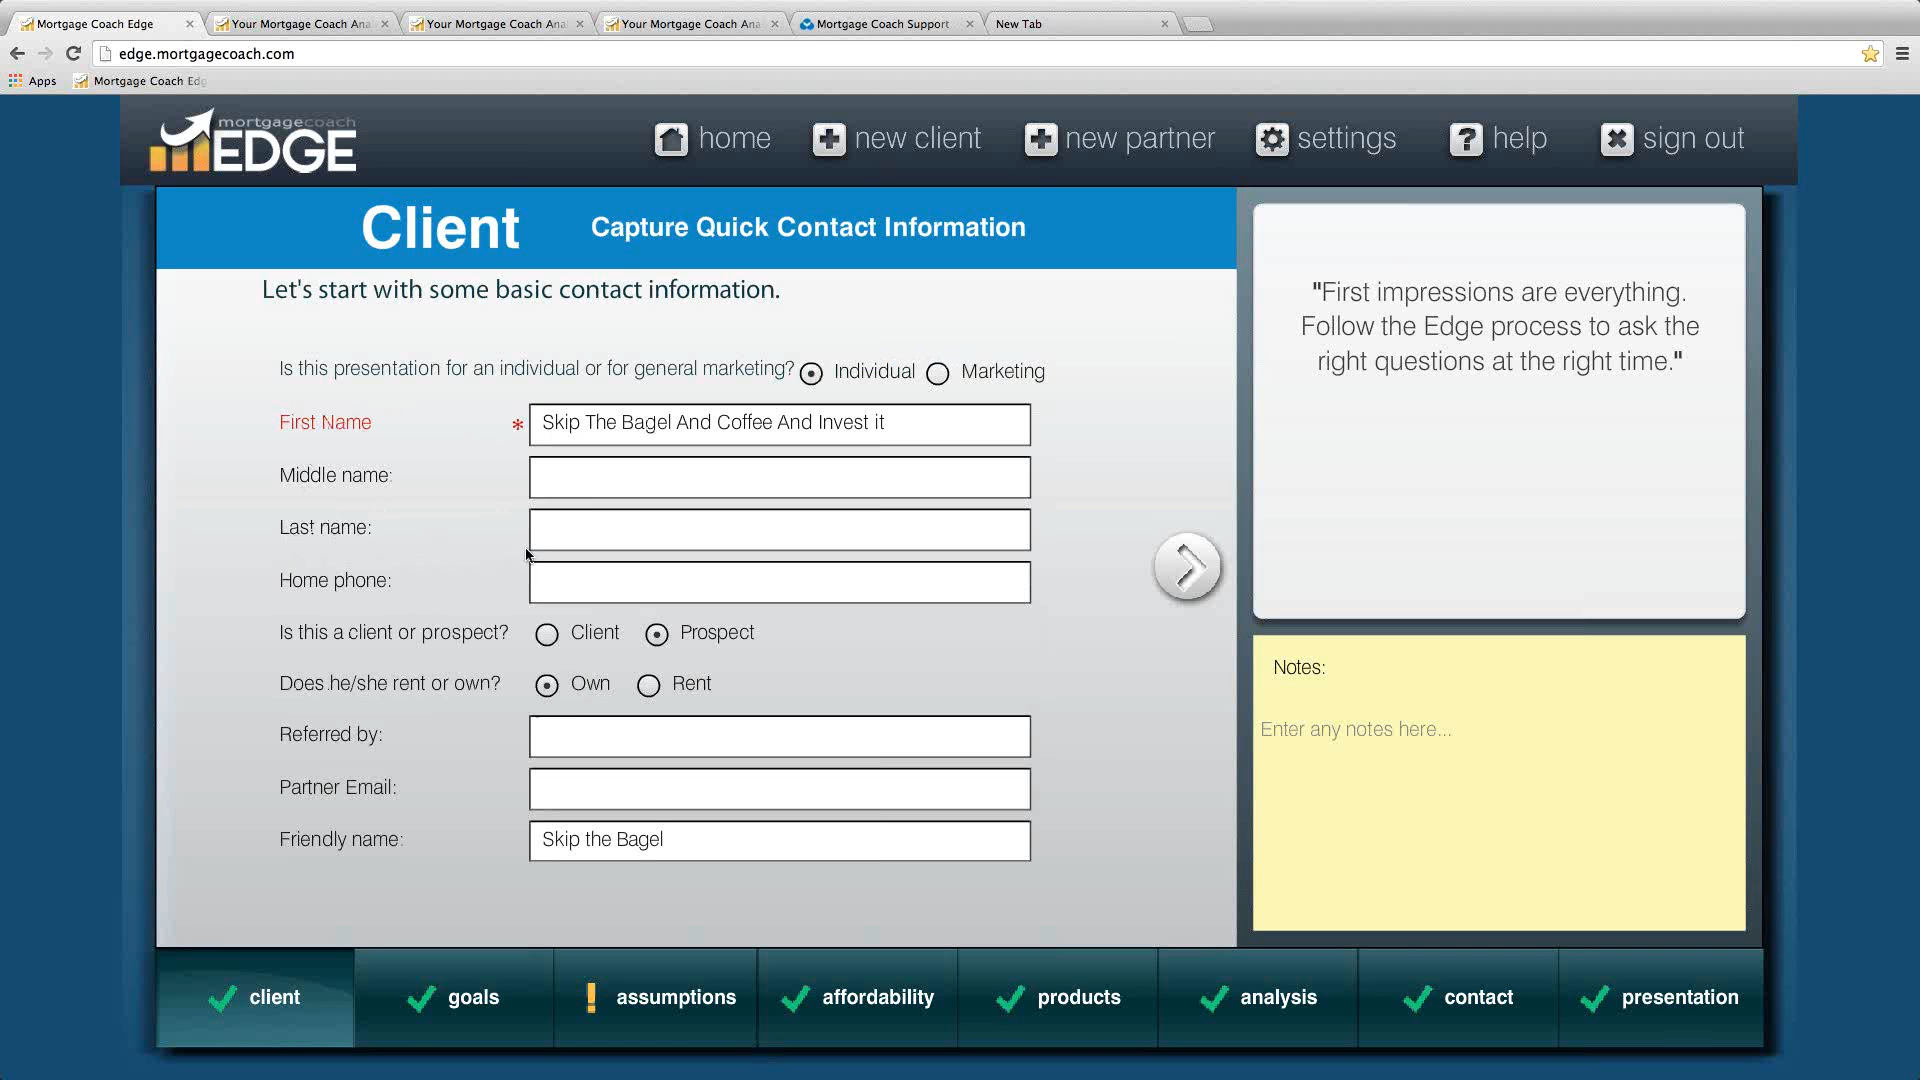 Mortgage Coach Edge
Your Mortgage Coach Ana
Your Mortgage Coach Ana
Your Mortgage Coach Ana
Mortgage Coach Support
New Tab
edge.mortgagecoach.com
Apps
Mortgage Coach Edg
mortgagecoach
EDGE
home
new client
new partner
settings
help
sign out
Client
Capture Quick Contact Information
Let's start with some basic contact information.
"First impressions are everything.
Follow the Edge process to ask the
right questions at the right time."
Is this presentation for an individual or for general marketing? Individual Marketing
First Name * Skip The Bagel And Coffee And Invest it
Middle name:
Last name:
Home phone:
Is this a client or prospect? Client Prospect
Does he/she rent or own? Own Rent
Referred by:
Partner Email:
Friendly name: Skip the Bagel
Notes:
Enter any notes here...
client
goals
assumptions
affordability
products
analysis
contact
presentation